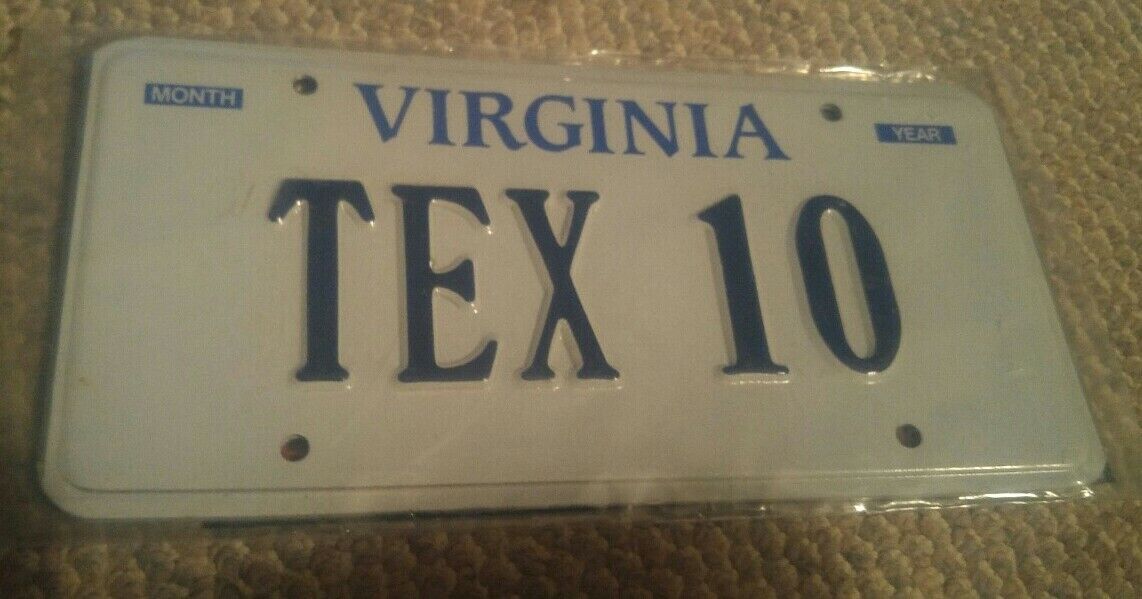 MONTH VIRGINIA YEAR
TEX 10